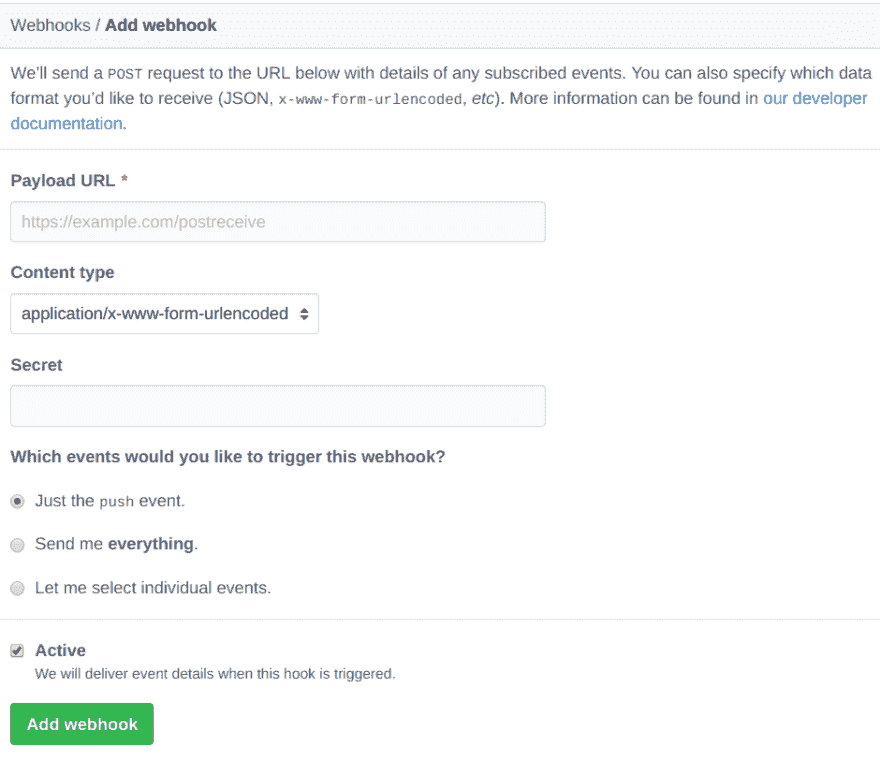 Webhooks / Add webhook
We’ll send a POST request to the URL below with details of any subscribed events. You can also specify which data
format you’d like to receive (JSON, x-www-form-urlencoded, etc). More information can be found in our developer
documentation.
Payload URL *
https://example.com/postreceive
Content type
application/x-www-form-urlencoded
Secret
Which events would you like to trigger this webhook?
Just the push event.
Send me everything.
Let me select individual events.
Active
We will deliver event details when this hook is triggered.
Add webhook